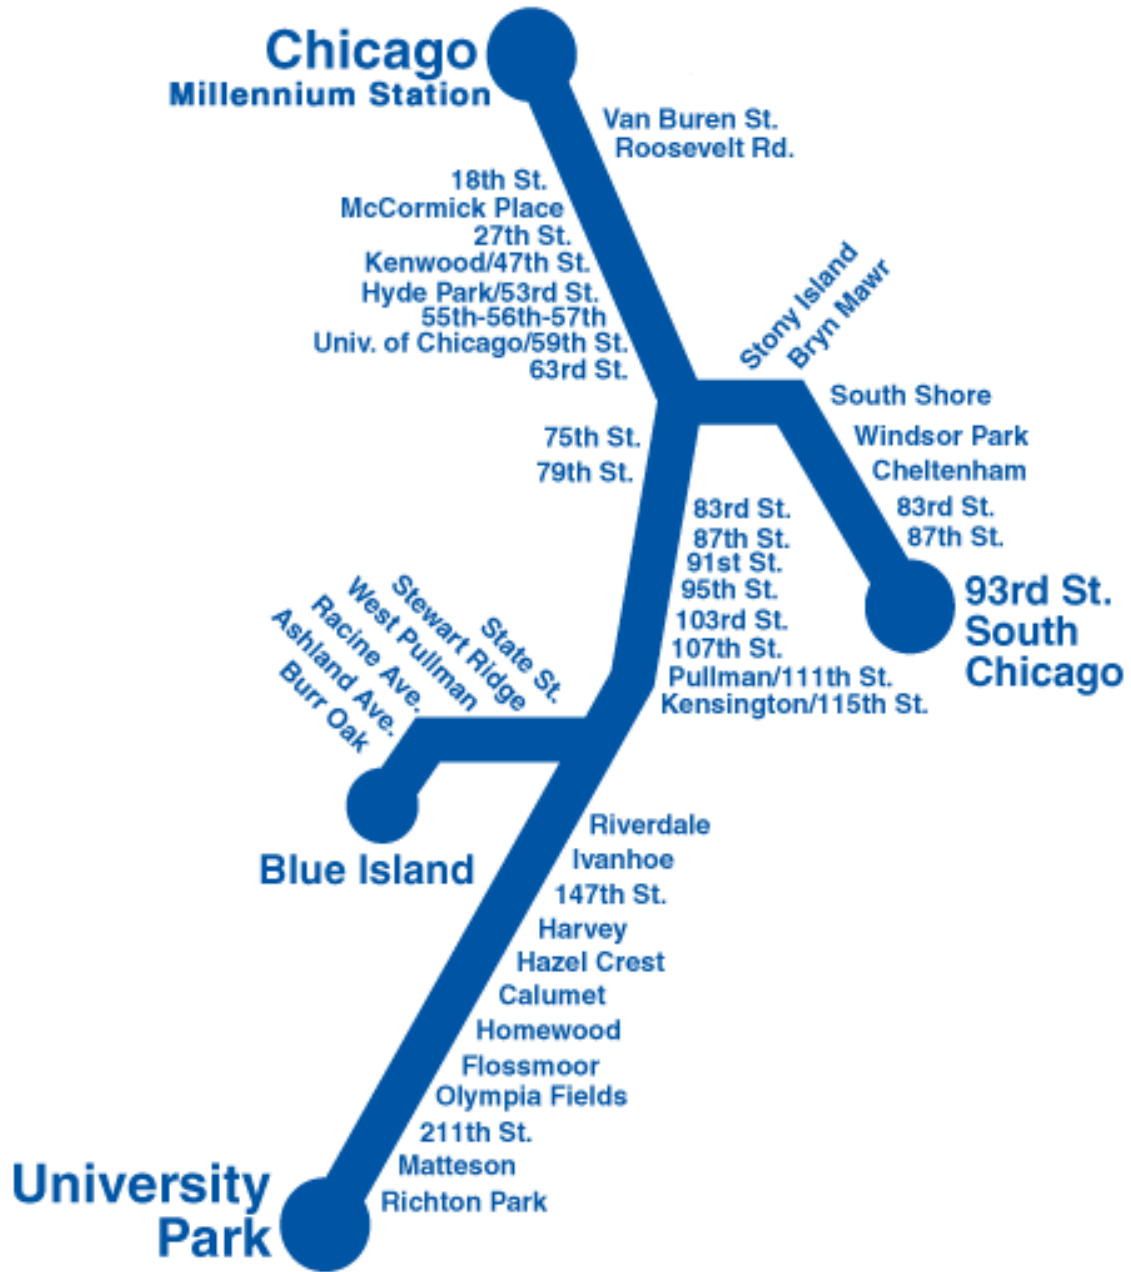 Chicago
Millennium Station
Van Buren St.
Roosevelt Rd.
18th St.
McCormick Place
27th St.
Kenwood/47th St.
Hyde Park/53rd St.
55th-56th-57th
Univ. of Chicago/59th St.
63rd St.
Stony Island
Bryn Mawr
South Shore
Windsor Park
Cheltenham
83rd St.
87th St.
93rd St.
South
Chicago
75th St.
79th St.
83rd St.
87th St.
91st St.
95th St.
103rd St.
107th St.
Pullman/111th St.
Kensington/115th St.
State St.
Stewart Ridge
West Pullman
Racine Ave.
Ashland Ave.
Burr Oak
Blue Island
Riverdale
Ivanhoe
147th St.
Harvey
Hazel Crest
Calumet
Homewood
Flossmoor
Olympia Fields
211th St.
Matteson
Richton Park
University
Park